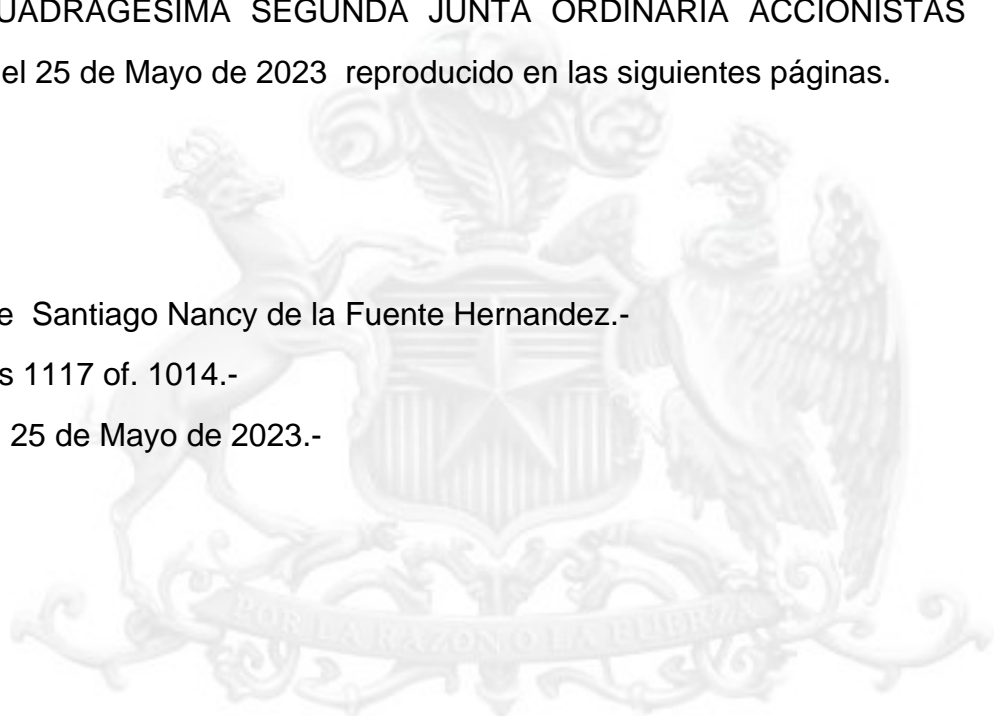 UADRAGESIMA SEGUNDA JUNTA ORDINARIA ACCIONISTAS
el 25 de Mayo de 2023 reproducido en las siguientes páginas.
e Santiago Nancy de la Fuente Hernandez.-
s 1117 of. 1014.-
25 de Mayo de 2023.-
POR LA RAZON O LA FUERZA